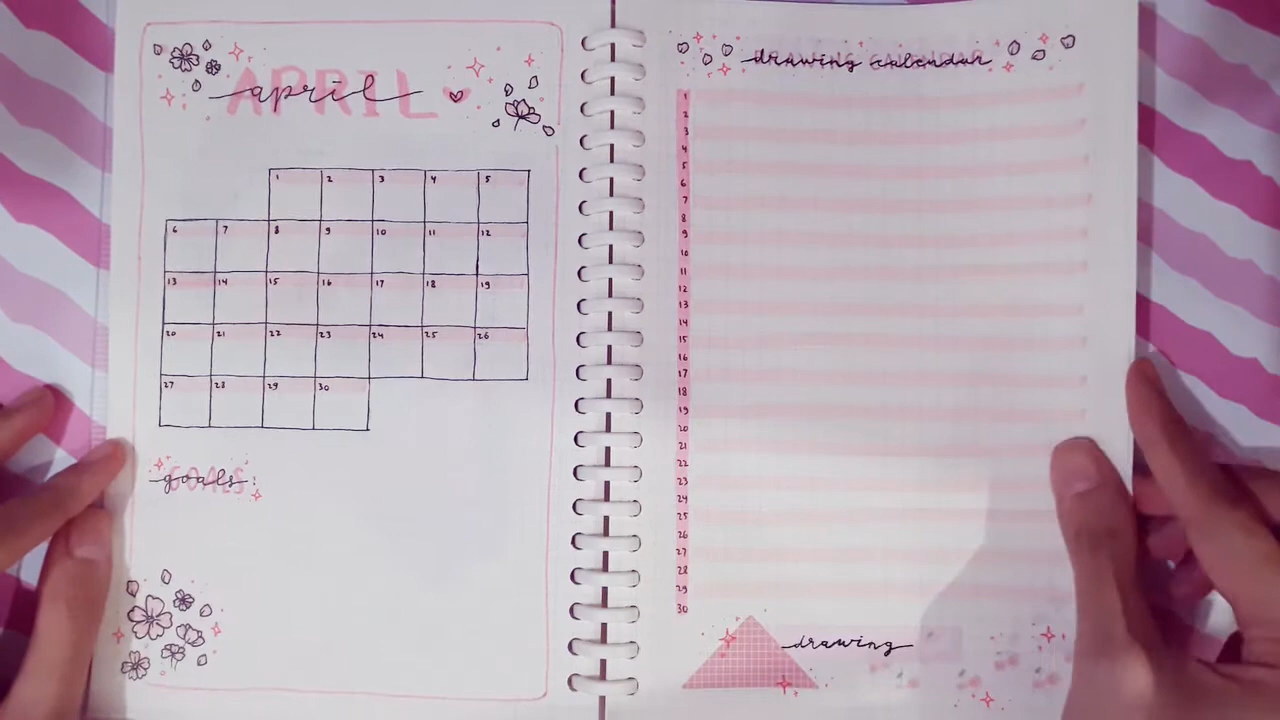 APRIL
april
1 2 3 4 5
6 7 8 9 10 11 12
13 14 15 16 17 18 19
20 21 22 23 24 25 26
27 28 29 30
GOALS
goals:
drawing calendar
1
2
3
4
5
6
7
8
9
10
11
12
13
14
15
16
17
18
19
20
21
22
23
24
25
26
27
28
29
30
drawing